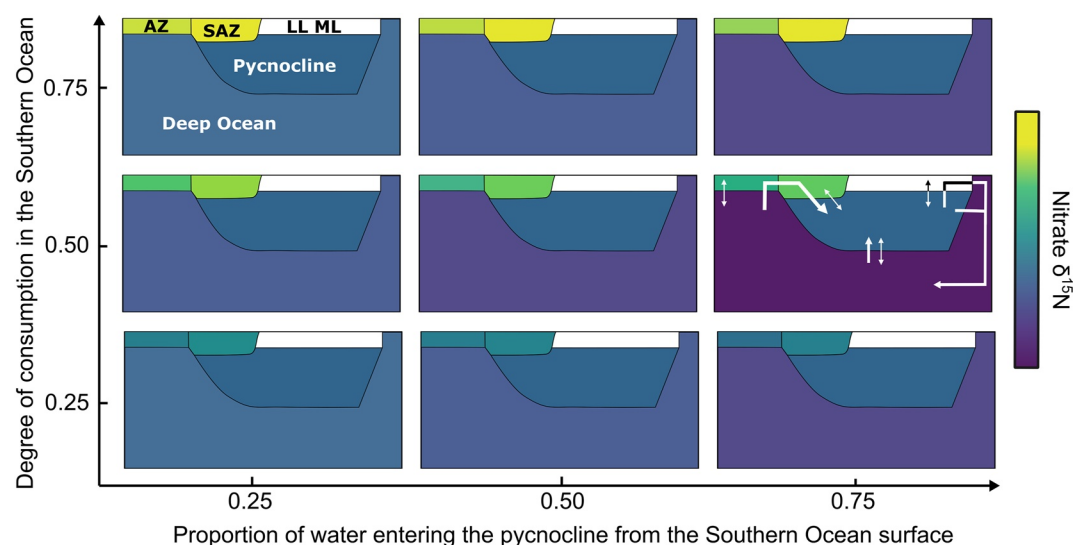 Degree of consumption in the Southern Ocean
0.75
0.50
0.25
AZ SAZ LL ML
Pycnocline
Deep Ocean
Nitrate δ¹⁵N
0.25 0.50 0.75
Proportion of water entering the pycnocline from the Southern Ocean surface